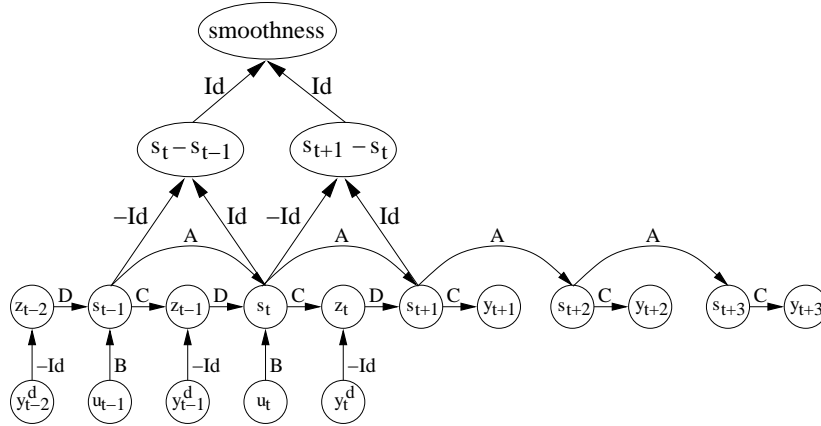 smoothness
Id Id
s_t − s_{t−1} s_{t+1} − s_t
−Id Id −Id Id
A A A A
z_{t−2} D s_{t−1} C z_{t−1} D s_t C z_t D s_{t+1} C y_{t+1} s_{t+2} C y_{t+2} s_{t+3} C y_{t+3}
−Id B −Id B −Id
y^d_{t−2} u_{t−1} y^d_{t−1} u_t y^d_t